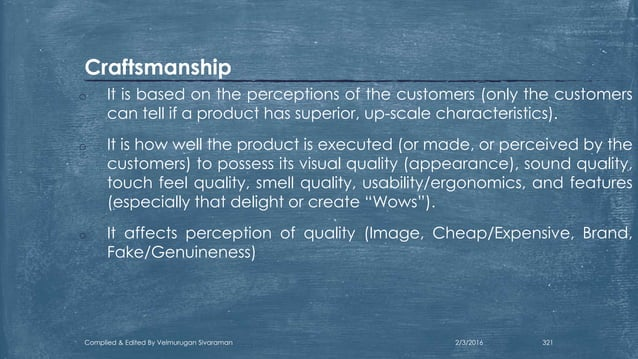 Craftsmanship
o It is based on the perceptions of the customers (only the customers
can tell if a product has superior, up-scale characteristics).
o It is how well the product is executed (or made, or perceived by the
customers) to possess its visual quality (appearance), sound quality,
touch feel quality, smell quality, usability/ergonomics, and features
(especially that delight or create “Wows”).
o It affects perception of quality (Image, Cheap/Expensive, Brand,
Fake/Genuineness)
Complied & Edited By Velmurugan Sivaraman 2/3/2016 321